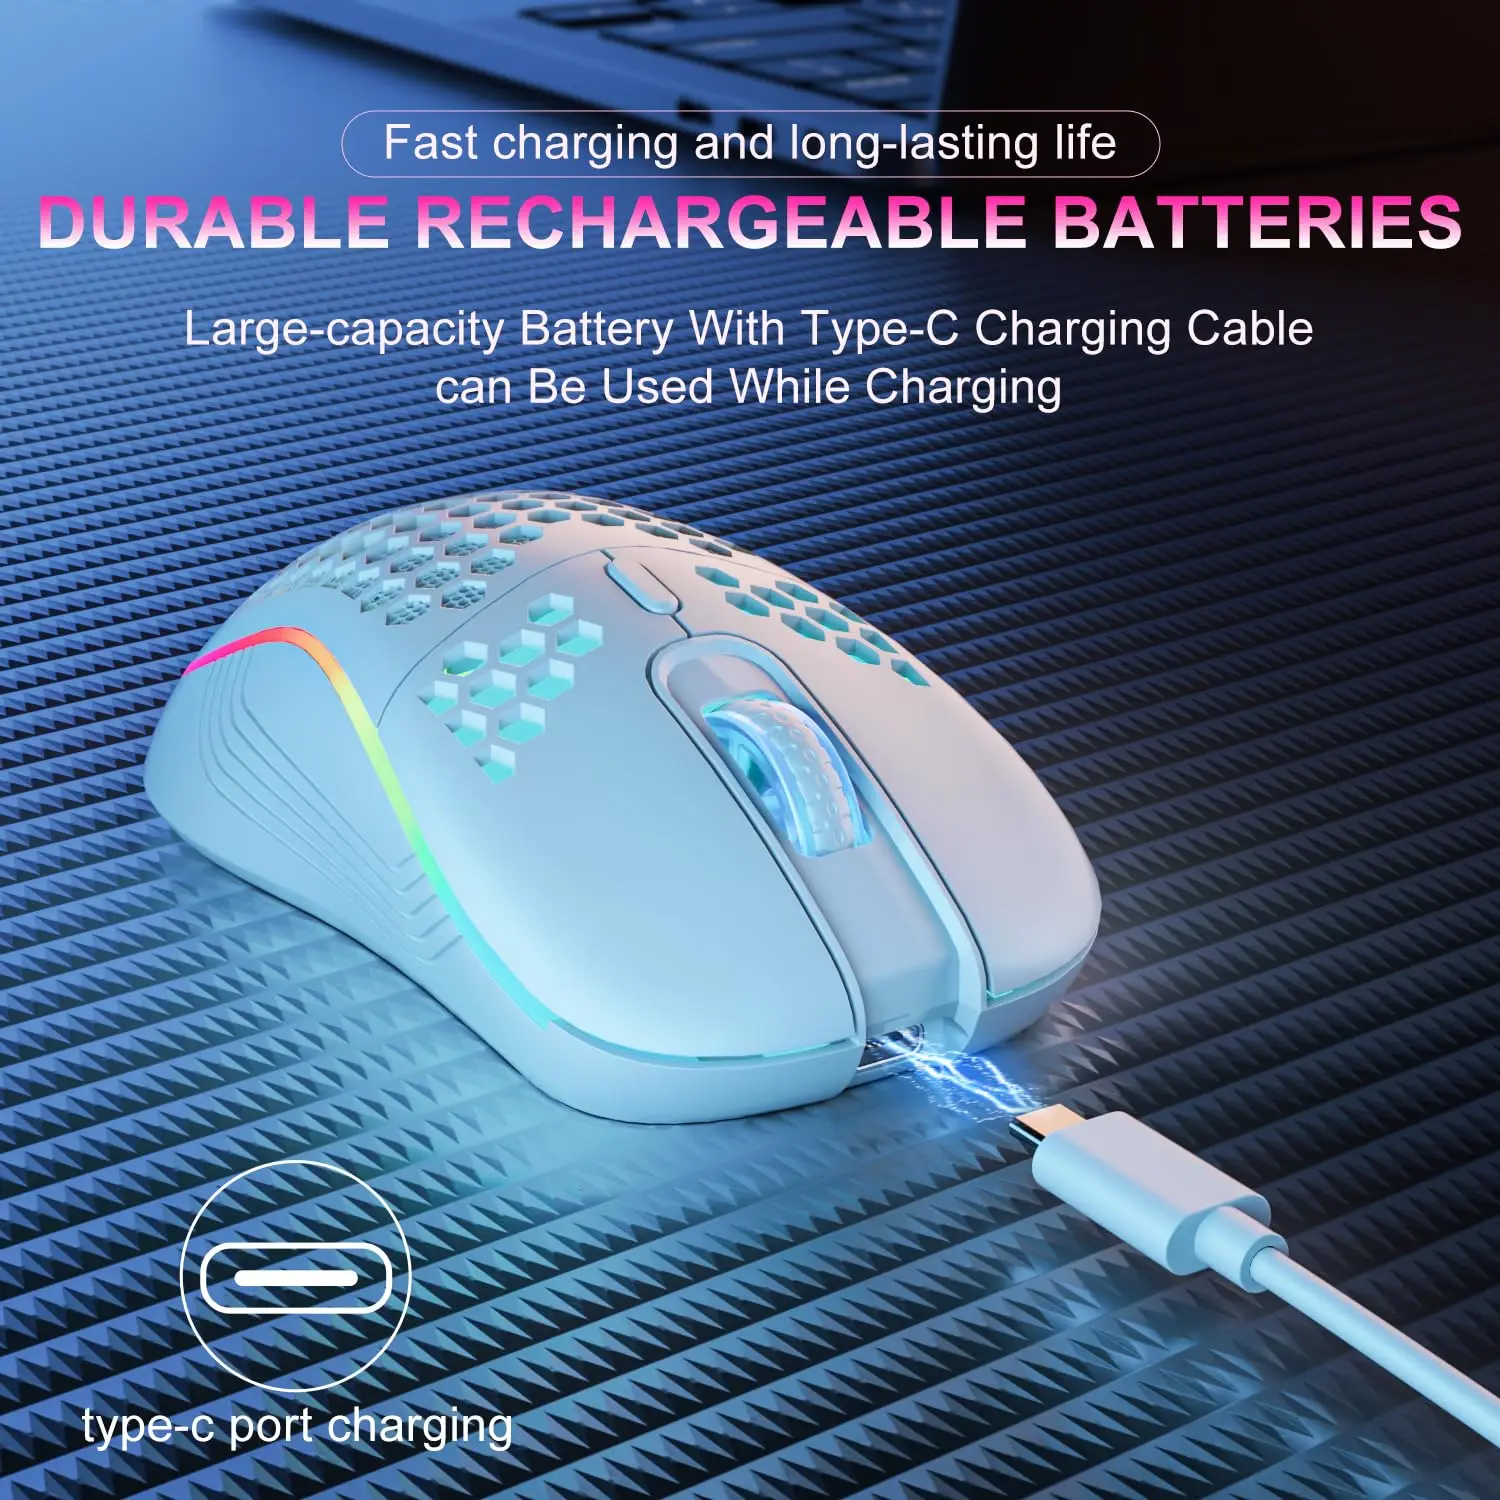 Fast charging and long-lasting life
DURABLE RECHARGEABLE BATTERIES
Large-capacity Battery With Type-C Charging Cable
can Be Used While Charging
type-c port charging